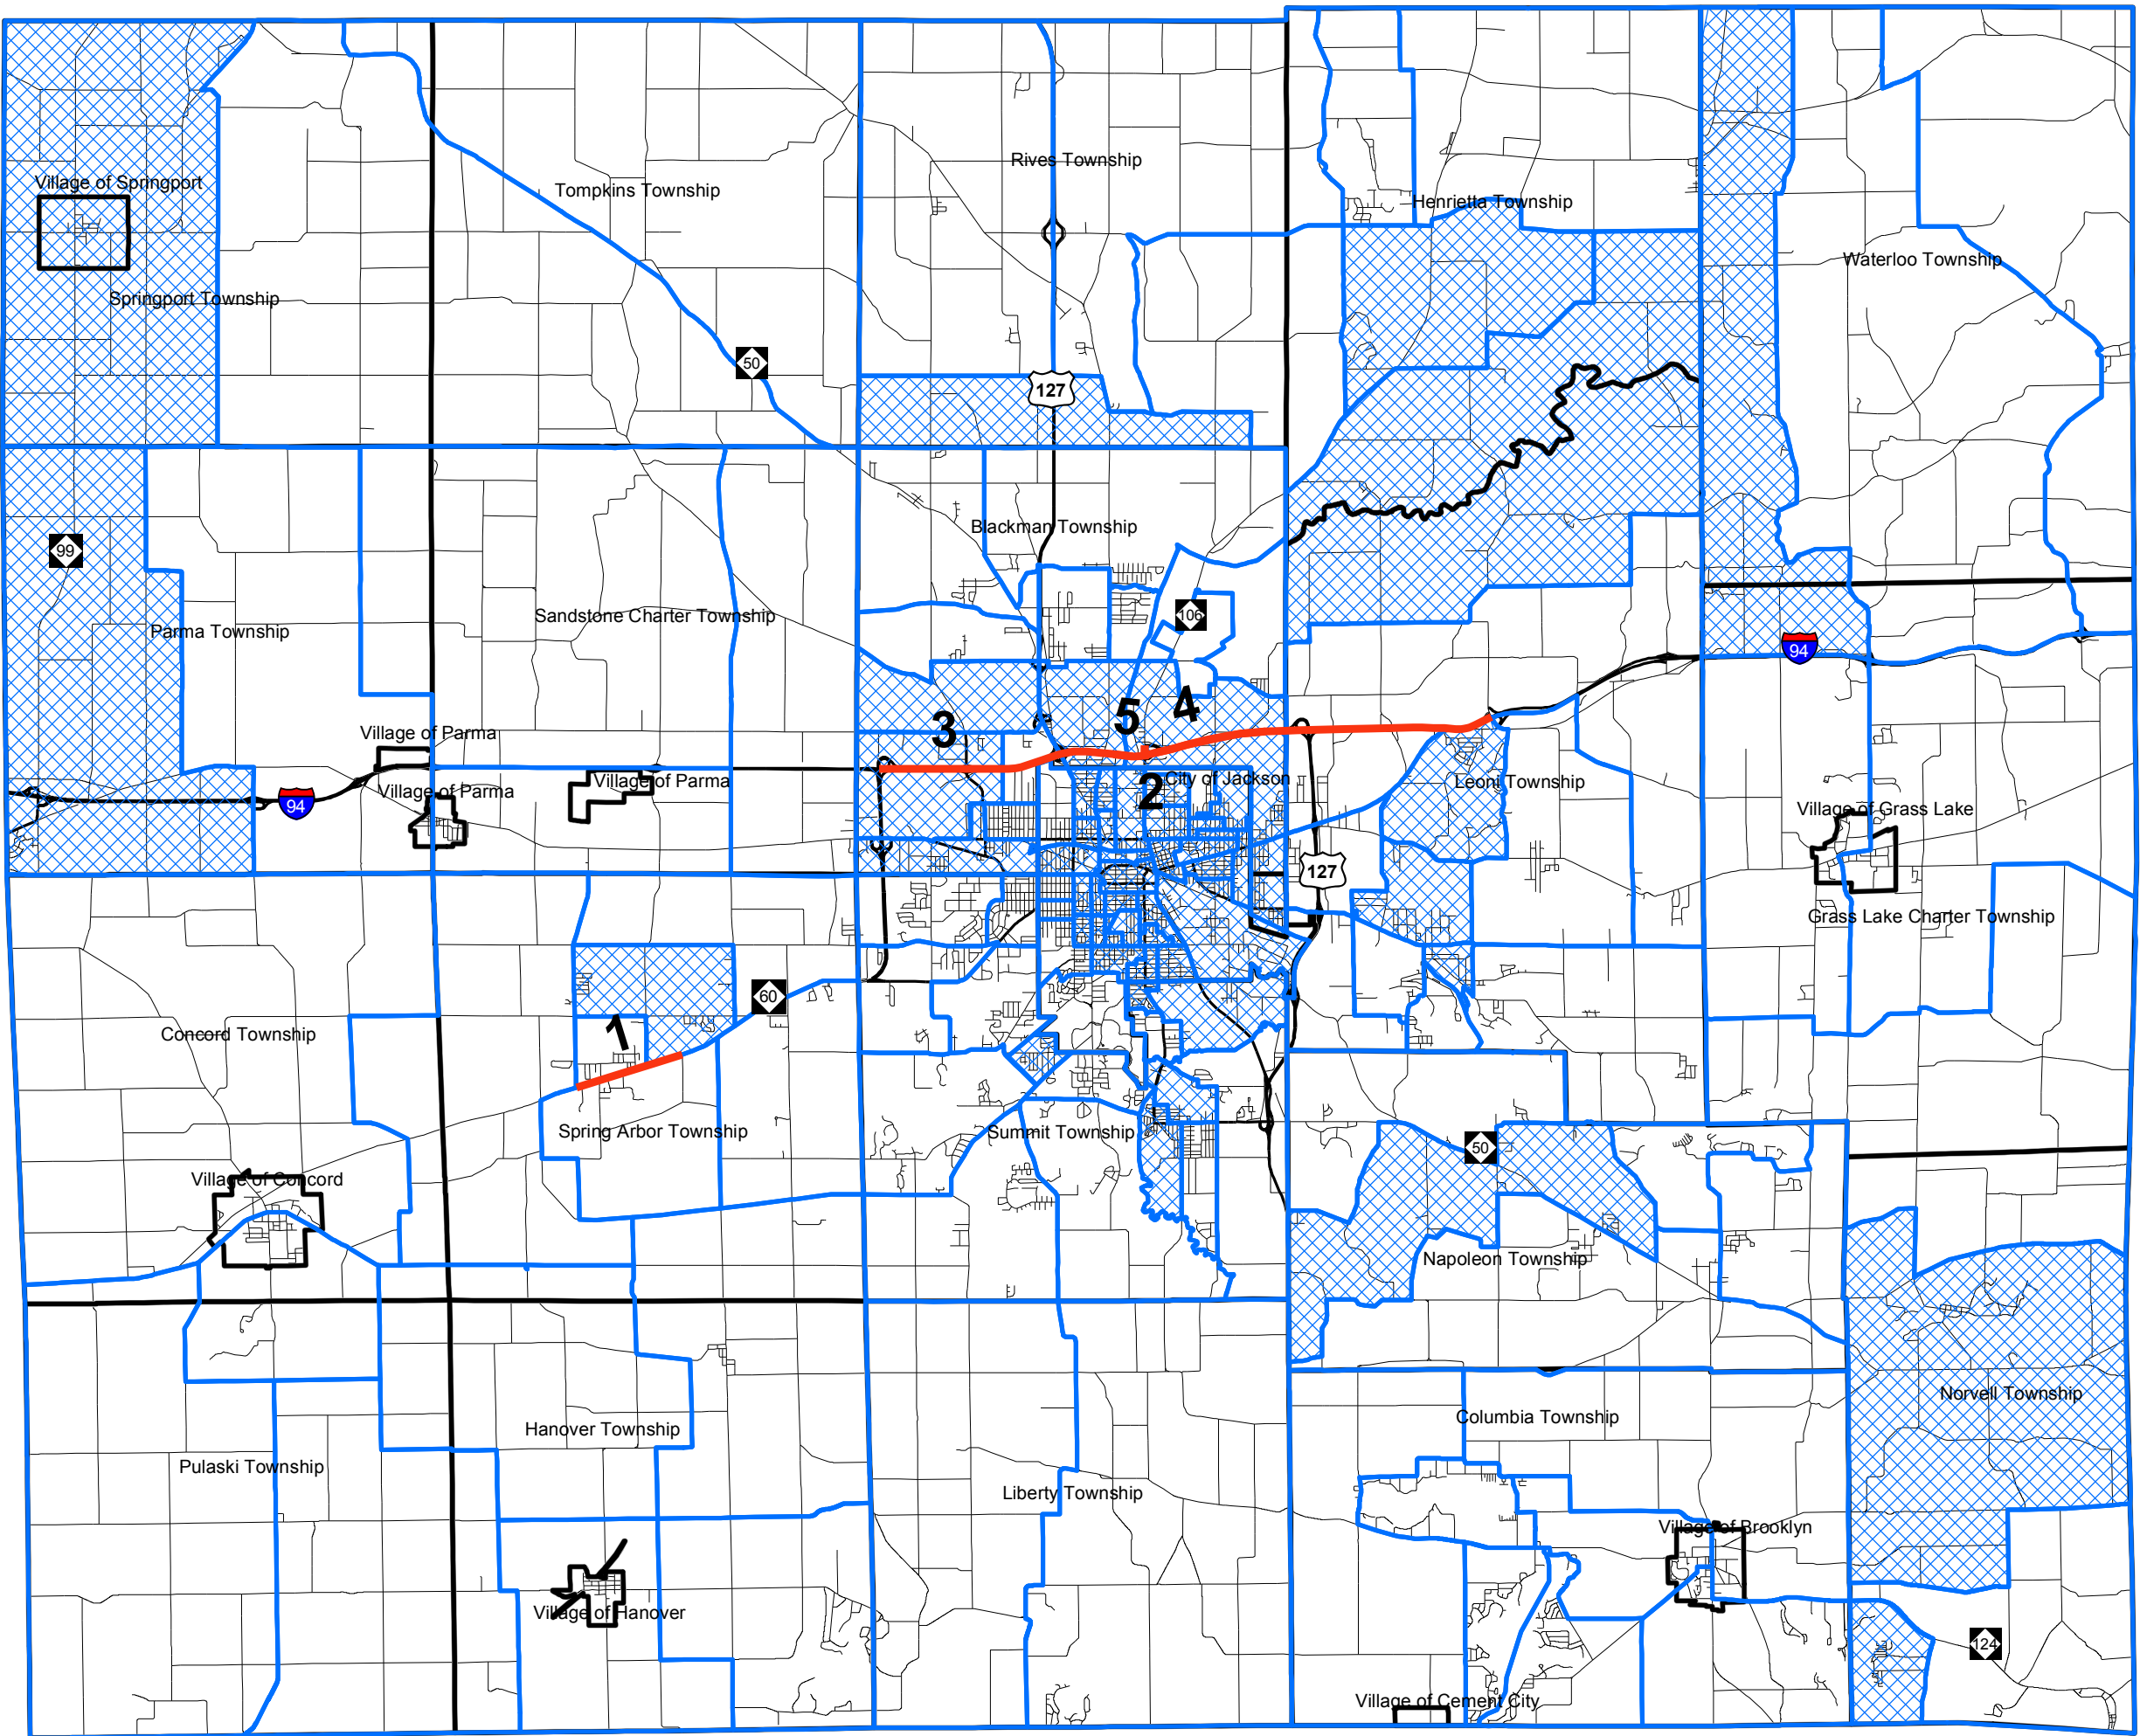 Rives Township
Village of Springport
Tompkins Township
Henrietta Township
Waterloo Township
Springport Township
50
127
Blackman Township
99
106
Sandstone Charter Township
Parma Township
94
4
5
3
Village of Parma
City of Jackson
Village of Parma
Leoni Township
2
Village of Parma
94
Village of Grass Lake
127
Grass Lake Charter Township
60
1
Concord Township
Spring Arbor Township
Summit Township
50
Village of Concord
Napoleon Township
Norvell Township
Columbia Township
Hanover Township
Pulaski Township
Liberty Township
Village of Brooklyn
Village of Hanover
124
Village of Cement City